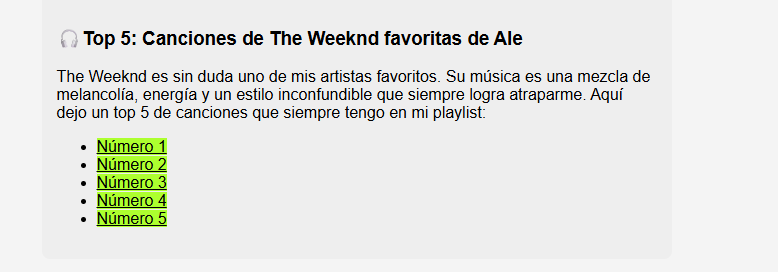 🎧 Top 5: Canciones de The Weeknd favoritas de Ale
The Weeknd es sin duda uno de mis artistas favoritos. Su música es una mezcla de
melancolía, energía y un estilo inconfundible que siempre logra atraparme. Aquí
dejo un top 5 de canciones que siempre tengo en mi playlist:
• Número 1
• Número 2
• Número 3
• Número 4
• Número 5